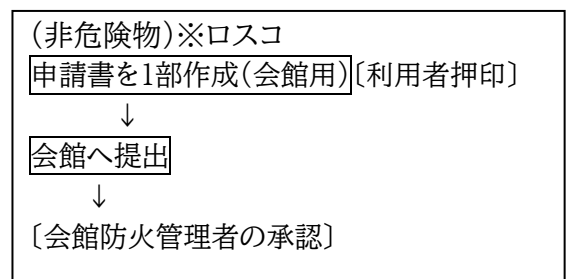 （非危険物）※ロスコ
申請書を1部作成（会館用）〔利用者押印〕
↓
会館へ提出
↓
〔会館防火管理者の承認〕